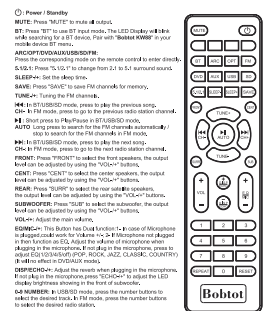 ⏻: Power / Standby
MUTE: Press "MUTE" to mute all output.
BT: Press "BT" to use BT input mode. The LED Display will blink
while searching for a BT device. Pair with "Bobtot KW88" in your
mobile device BT menu.
ARC/OPT/DVD/AUX/USB/SD/FM:
Press the corresponding mode on the remote control to enter directly.
5.1/2.1: Press "5.1/2.1" to change from 2.1 to 5.1 surround sound.
SLEEP-/+: Set the sleep time.
SAVE: Press "SAVE" to save FM channels for memory.
TUNE-/+: Tuning the FM channels.
|◀◀: In BT/USB/SD mode, press to play the previous song.
CH-: In FM mode, press to go to the previous radio station channel.
▶‖: Short press to Play/Pause in BT/USB/SD mode,
AUTO Long press to search for the FM channels automatically /
stop to search for the FM channels in FM mode.
▶▶|: In BT/USB/SD mode, press to play the next song.
CH+: In FM mode, press to go to the next radio station channel.
FRONT: Press "FRONT" to select the front speakers, the output
level can be adjusted by using the "VOL-/+" buttons.
CENT: Press "CENT" to select the center speakers, the output
level can be adjusted by using the "VOL-/+" buttons.
REAR: Press "SURR" to select the rear satellite speakers,
the output level can be adjusted by using the "VOL-/+" buttons.
SUBWOOFER: Press "SUB" to select the subwoofer, the output
level can be adjusted by using the "VOL-/+" buttons.
VOL-/+: Adjust the main volume.
EQ/MIC-/+: This Button has Dual function:1- in case of Microphone
is plugged,could work for Volume +/-; 2- If Microphone not plugged
in then function as EQ. Adjust the volume of microphone when
plugging in the microphone. If not plug in the microphone, press to
adjust EQ(1/2/3/4/5/off) (POP, ROCK, JAZZ, CLASSIC, COUNTRY)
(It will no effect in DVD/AUX mode).
DISP/ECHO-/+: Adjust the reverb when plugging in the microphone.
If not plug in the microphone press "ECHO-/+" to adjust the LED
display brightness showing in the front of subwoofer.
0-9 NUMBER: In USB/SD mode, press the number buttons to
select the desired track. In FM mode, press the number buttons
to select the desired radio station.
MUTE
BT ARC OPT FM
DVD AUX USB SD
5.1/2.1 SLEEP- SLEEP+ SAVE
TUNE+
CH- CH+
TUNE-
VOL EQ
1 2 3
4 5 6
7 8 9
REPEAT 0 RESET
Bobtot